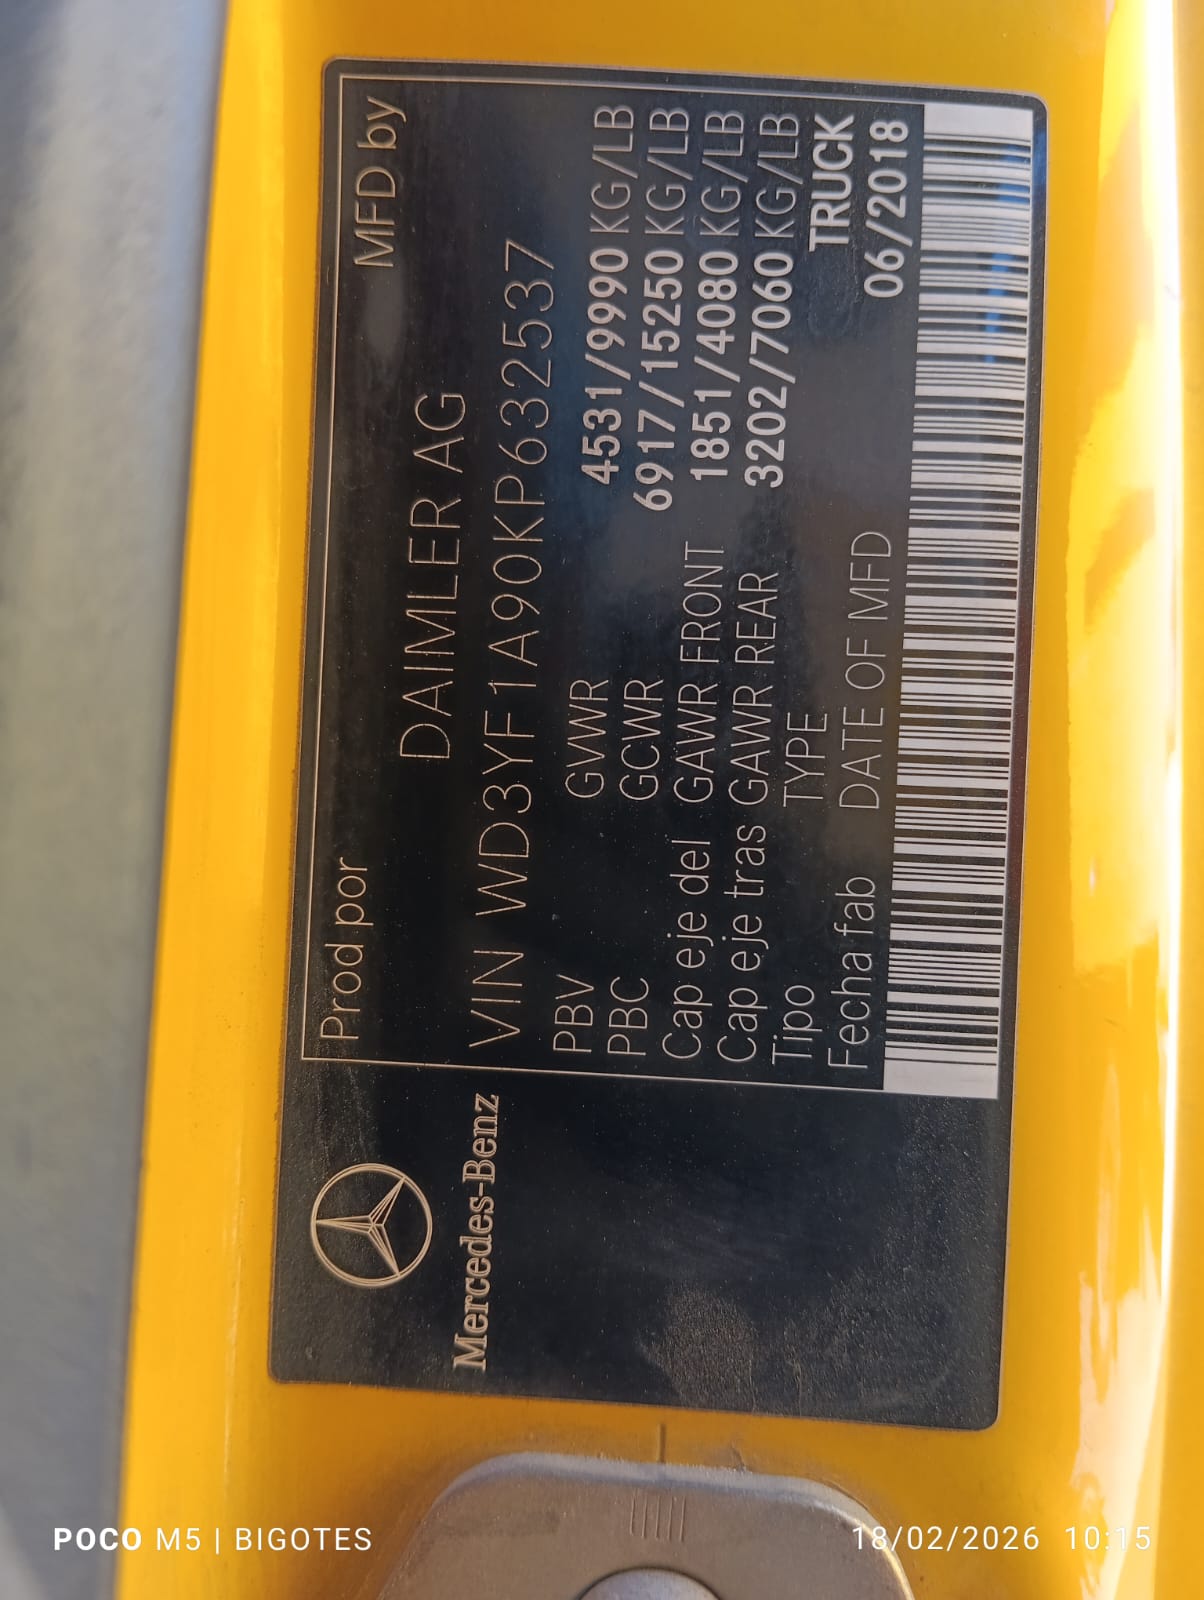 Mercedes-Benz
Prod por MFD by
DAIMLER AG
VIN WD3YF1A90KP632537
PBV GVWR 4531/9990 KG/LB
PBC GCWR 6917/15250 KG/LB
Cap eje del GAWR FRONT 1851/4080 KG/LB
Cap eje tras GAWR REAR 3202/7060 KG/LB
Tipo TYPE TRUCK
Fecha fab DATE OF MFD 06/2018
POCO M5 | BIGOTES
18/02/2026 10:15